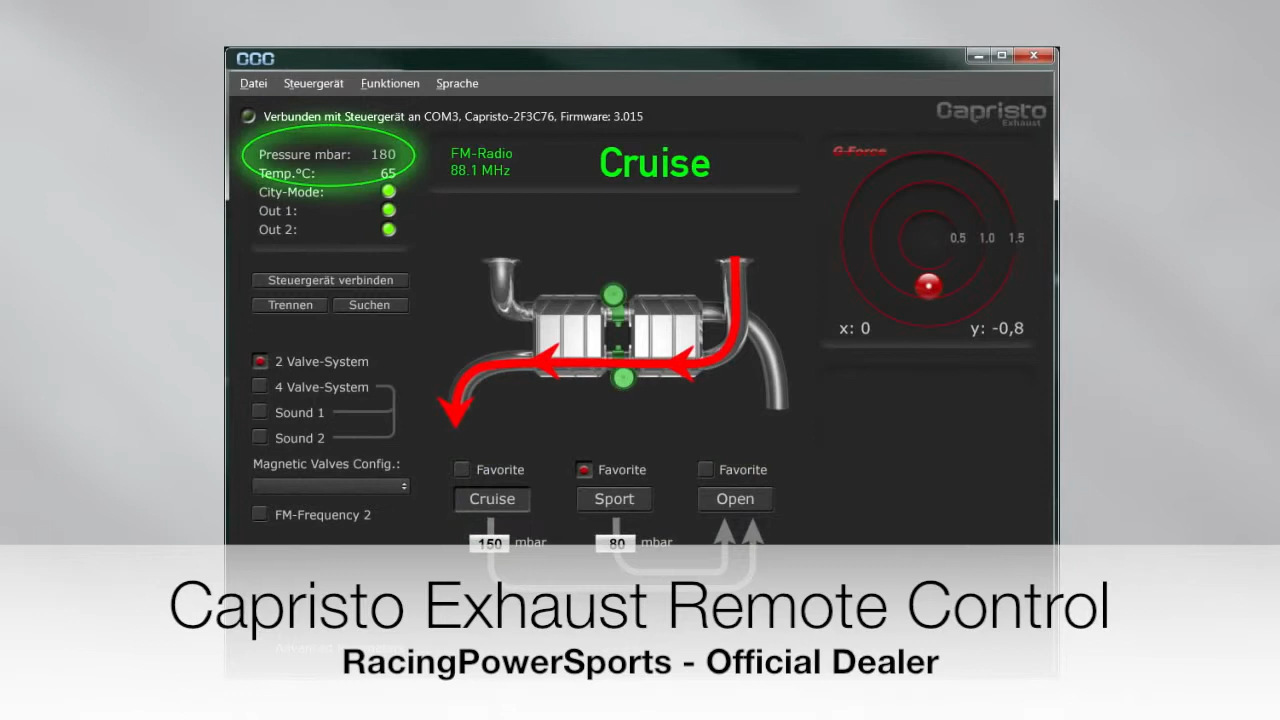 CCC
Datei Steuergerät Funktionen Sprache
Verbunden mit Steuergerät an COM3, Capristo-2F3C76, Firmware: 3.015
Capristo
Exhaust
Pressure mbar: 180
Temp.°C: 65
City-Mode:
Out 1:
Out 2:
FM-Radio
88.1 MHz
Cruise
G-Force
0.5 1.0 1.5
x: 0 y: -0,8
Steuergerät verbinden
Trennen Suchen
2 Valve-System
4 Valve-System
Sound 1
Sound 2
Magnetic Valves Config.:
FM-Frequency 2
Favorite Favorite Favorite
Cruise Sport Open
150 mbar 80 mbar
Capristo Exhaust Remote Control
RacingPowerSports - Official Dealer